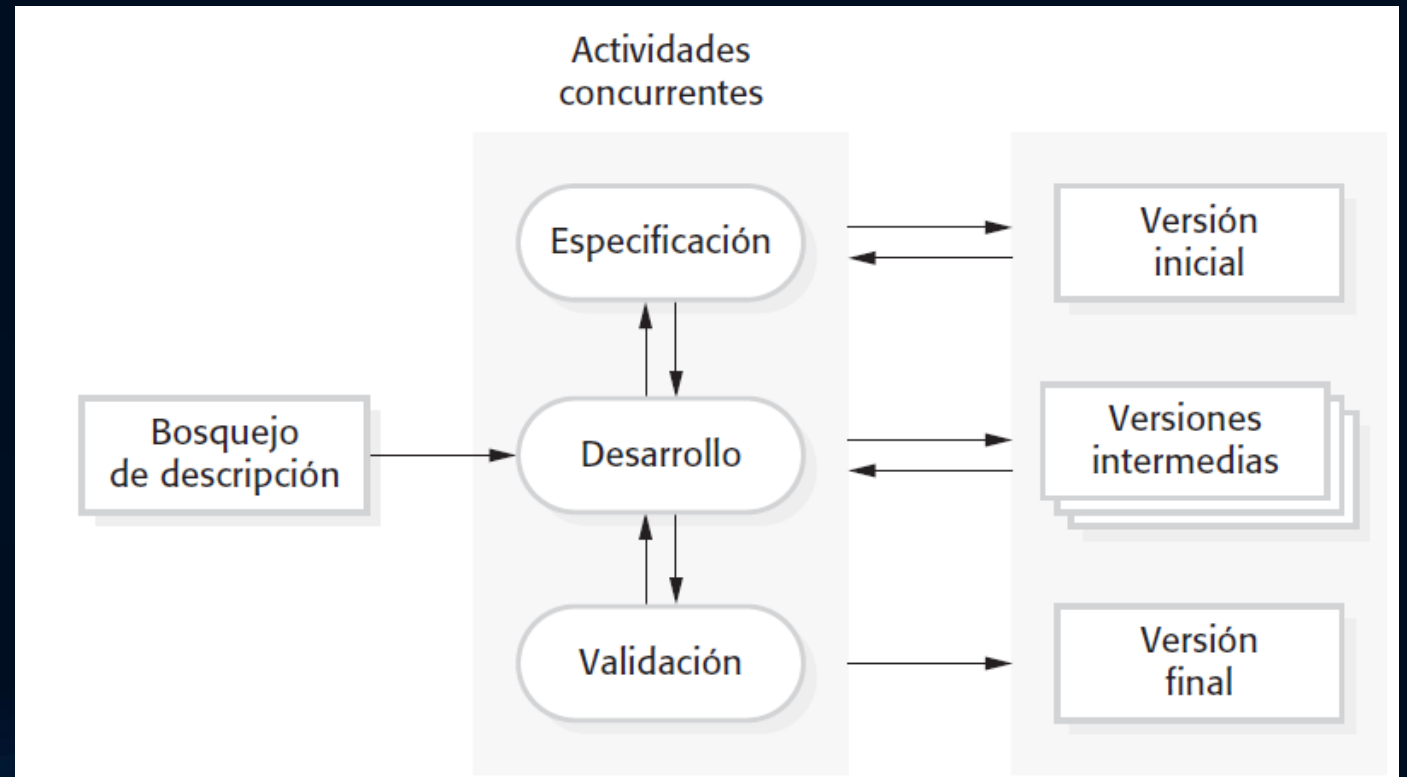 Actividades
concurrentes
Especificación
Versión
inicial
Bosquejo
de descripción
Desarrollo
Versiones
intermedias
Validación
Versión
final